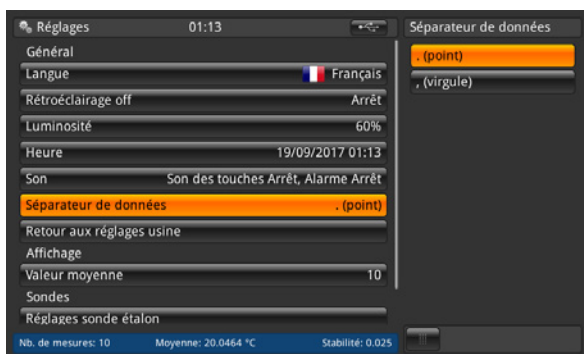 Réglages 01:13
Séparateur de données
Général
. (point)
Langue Français
, (virgule)
Rétroéclairage off Arrêt
Luminosité 60%
Heure 19/09/2017 01:13
Son Son des touches Arrêt, Alarme Arrêt
Séparateur de données . (point)
Retour aux réglages usine
Affichage
Valeur moyenne 10
Sondes
Réglages sonde étalon
Nb. de mesures: 10 Moyenne: 20.0464 °C Stabilité: 0.025